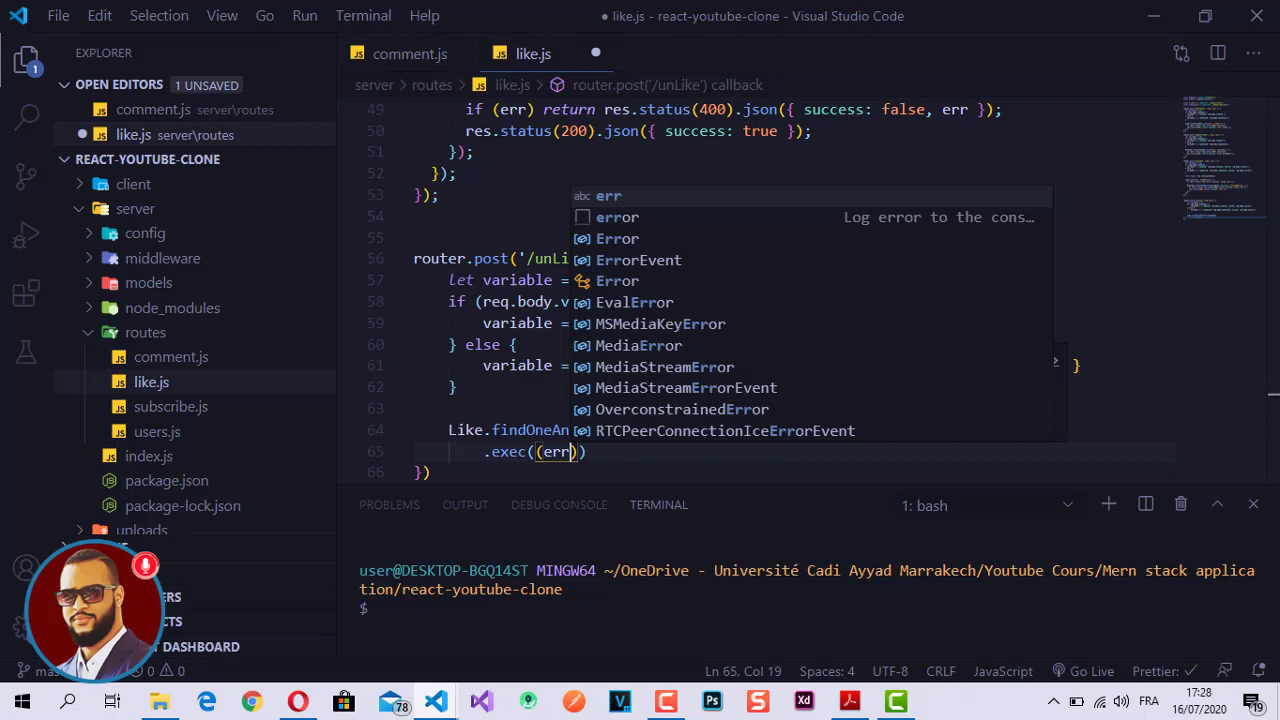 File Edit Selection View Go Run Terminal Help
● like.js - react-youtube-clone - Visual Studio Code
EXPLORER
OPEN EDITORS 1 UNSAVED
comment.js server\routes
like.js server\routes
REACT-YOUTUBE-CLONE
client
server
config
middleware
models
node_modules
routes
comment.js
like.js
subscribe.js
users.js
index.js
package.json
package-lock.json
uploads
DASHBOARD
1
comment.js
like.js
server › routes › like.js › router.post('/unLike') callback
49 if (err) return res.status(400).json({ success: false, err });
50 res.status(200).json({ success: true });
51 });
52 });
53 });
54
55
56 router.post('/unLi
57 let variable =
58 if (req.body.v
59 variable =
60 } else {
61 variable = }
62 }
63
64 Like.findOneAn
65 .exec((err))
66 })
abc err
error Log error to the cons…
Error
ErrorEvent
Error
EvalError
MSMediaKeyError
MediaError
MediaStreamError
MediaStreamErrorEvent
OverconstrainedError
RTCPeerConnectionIceErrorEvent
PROBLEMS OUTPUT DEBUG CONSOLE TERMINAL 1: bash
user@DESKTOP-BGQ14ST MINGW64 ~/OneDrive - Université Cadi Ayyad Marrakech/Youtube Cours/Mern stack applica
tion/react-youtube-clone
$
0 0 Ln 65, Col 19 Spaces: 4 UTF-8 CRLF JavaScript Go Live Prettier: ✓
78 Ps S Xd FRA 17:28
16/07/2020 19